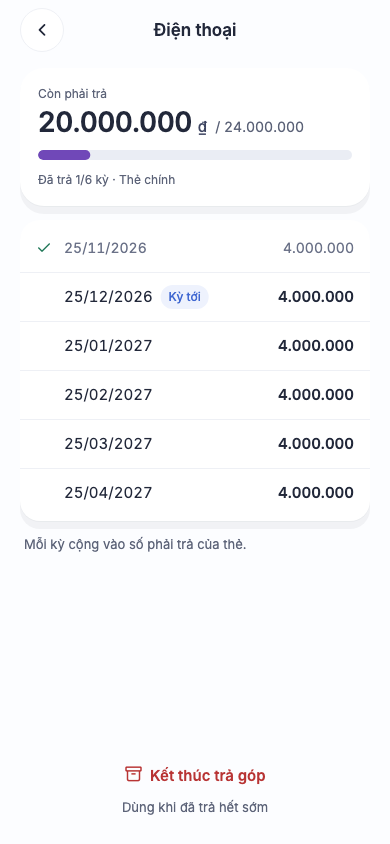 Điện thoại
Còn phải trả
20.000.000 ₫ / 24.000.000
Đã trả 1/6 kỳ · Thẻ chính
25/11/2026 4.000.000
25/12/2026 Kỳ tới 4.000.000
25/01/2027 4.000.000
25/02/2027 4.000.000
25/03/2027 4.000.000
25/04/2027 4.000.000
Mỗi kỳ cộng vào số phải trả của thẻ.
Kết thúc trả góp
Dùng khi đã trả hết sớm